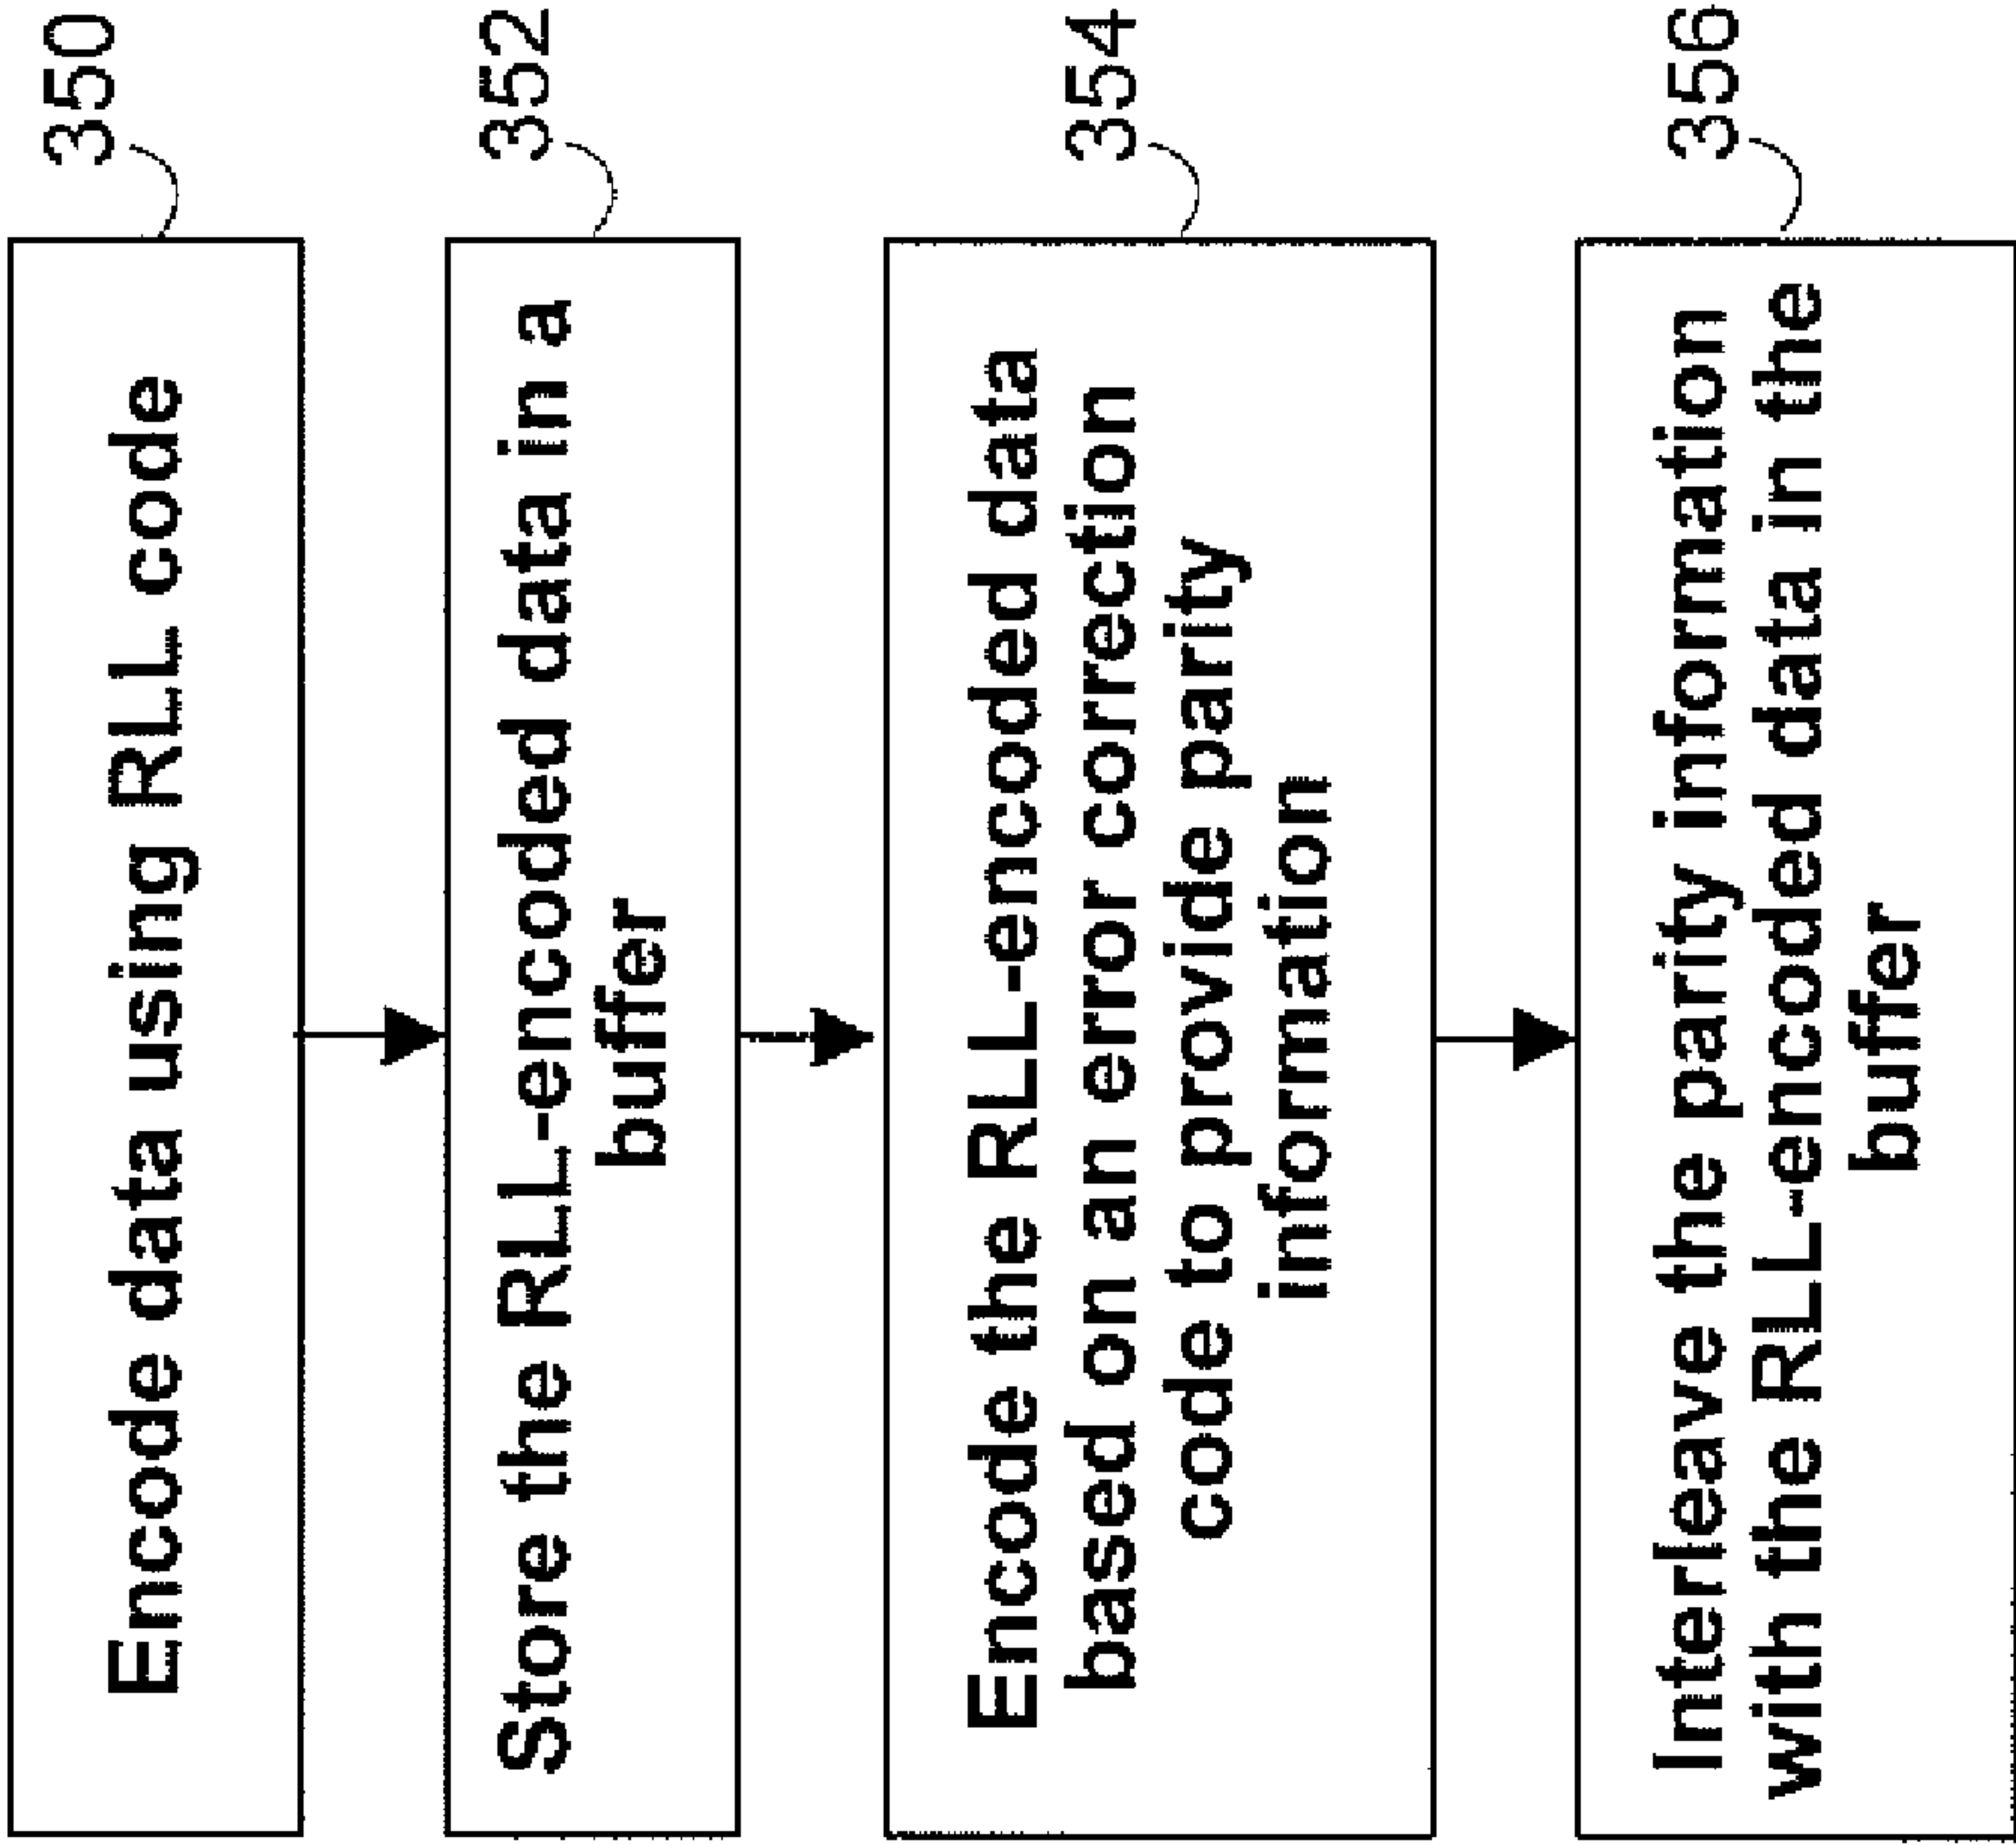 Encode data using RLL code
350
Store the RLL-encoded data in a
buffer
352
Encode the RLL-encoded data
based on an error correction
code to provide parity
information
354
Interleave the parity information
with the RLL-encoded data in the
buffer
356